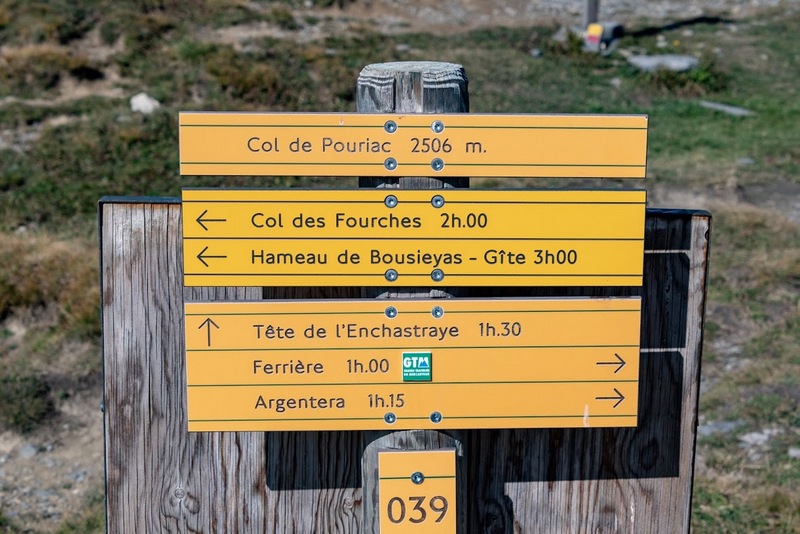 Col de Pouriac 2506 m.
← Col des Fourches 2h.00
← Hameau de Bousieyas - Gîte 3h00
↑ Tête de l'Enchastraye 1h.30
Ferrière 1h.00 GTM →
Argentera 1h.15 →
039